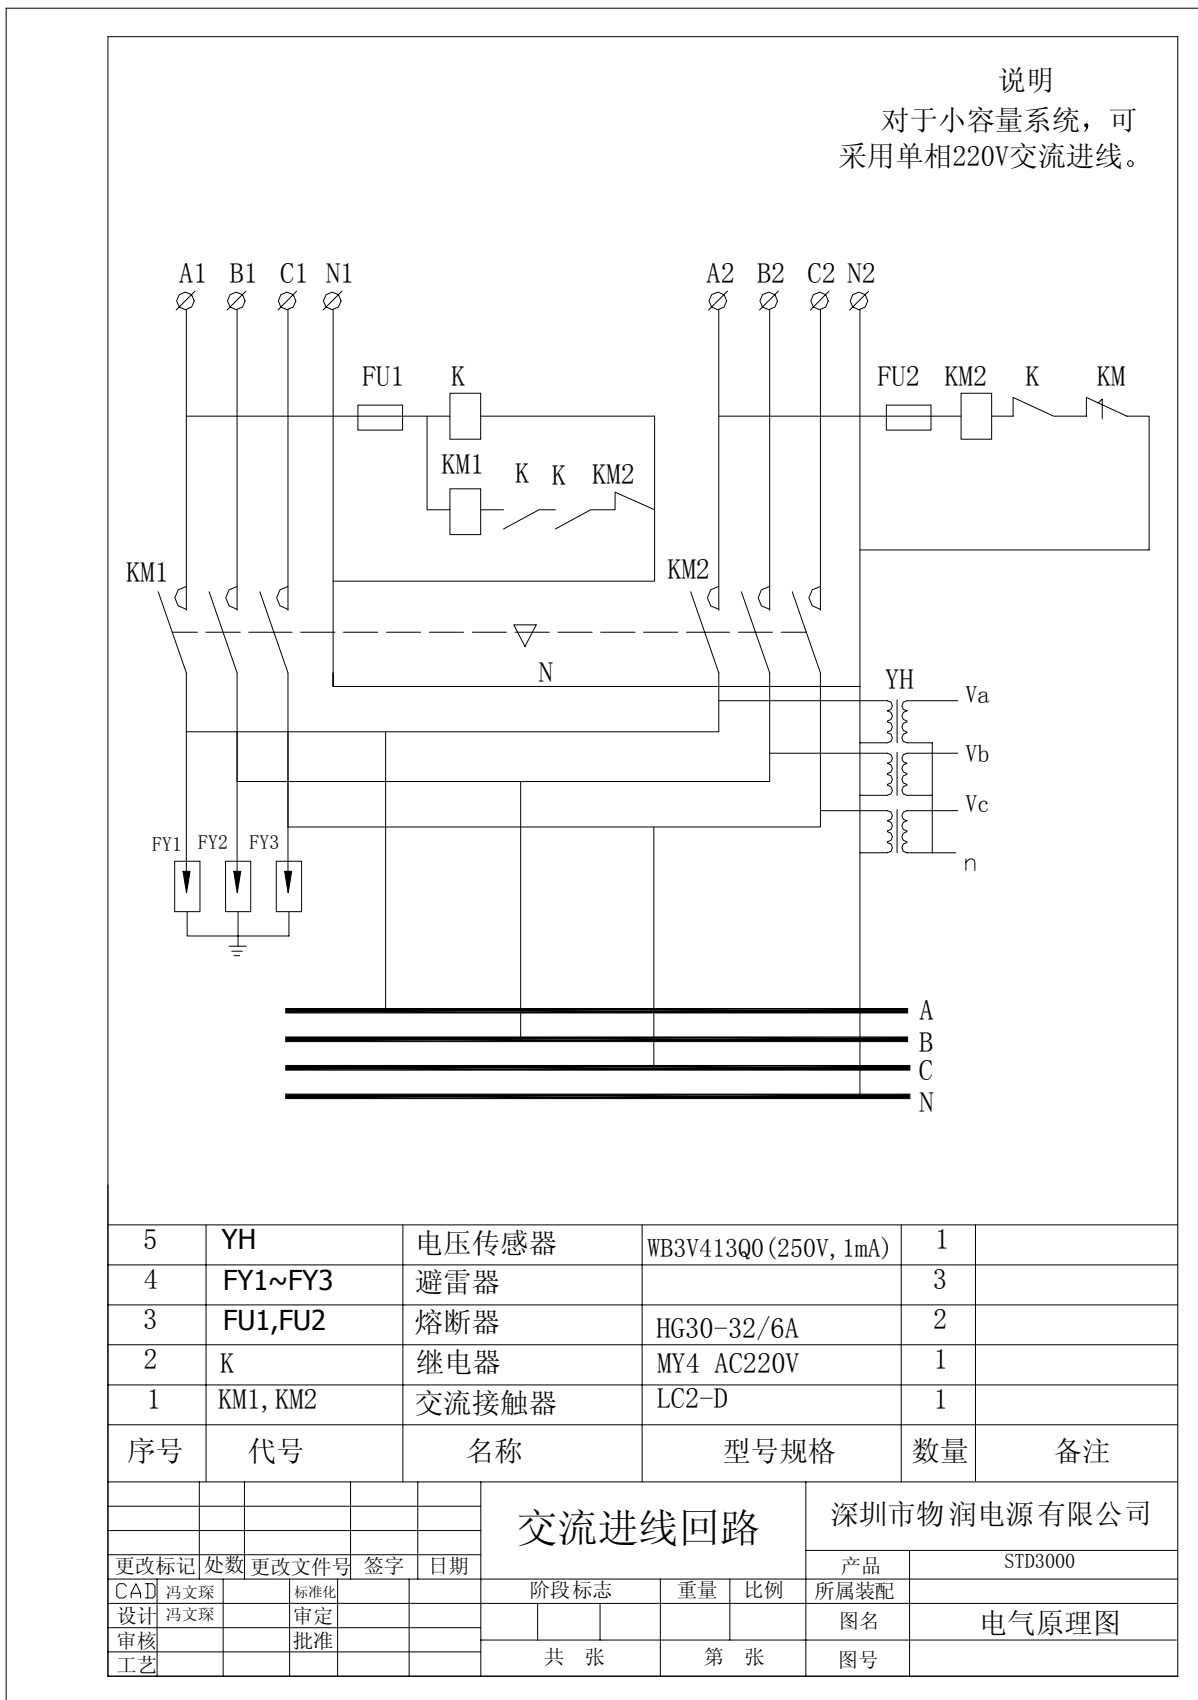 说明
对于小容量系统，可
采用单相220V交流进线。
A1 B1 C1 N1 A2 B2 C2 N2
FU1 K FU2 KM2 K KM
KM1 K K KM2
KM1 KM2
N YH
Va
Vb
Vc
FY1 FY2 FY3
n
A
B
C
N
5 YH 电压传感器 WB3V413Q0(250V,1mA) 1
4 FY1~FY3 避雷器 3
3 FU1,FU2 熔断器 HG30-32/6A 2
2 K 继电器 MY4 AC220V 1
1 KM1,KM2 交流接触器 LC2-D 1
序号 代号 名称 型号规格 数量 备注
交流进线回路 深圳市物润电源有限公司
更改标记 处数 更改文件号 签字 日期 产品 STD3000
CAD 冯文琛 标准化 阶段标志 重量 比例 所属装配
设计 冯文琛 审定 图名 电气原理图
审核 批准
工艺 共 张 第 张 图号